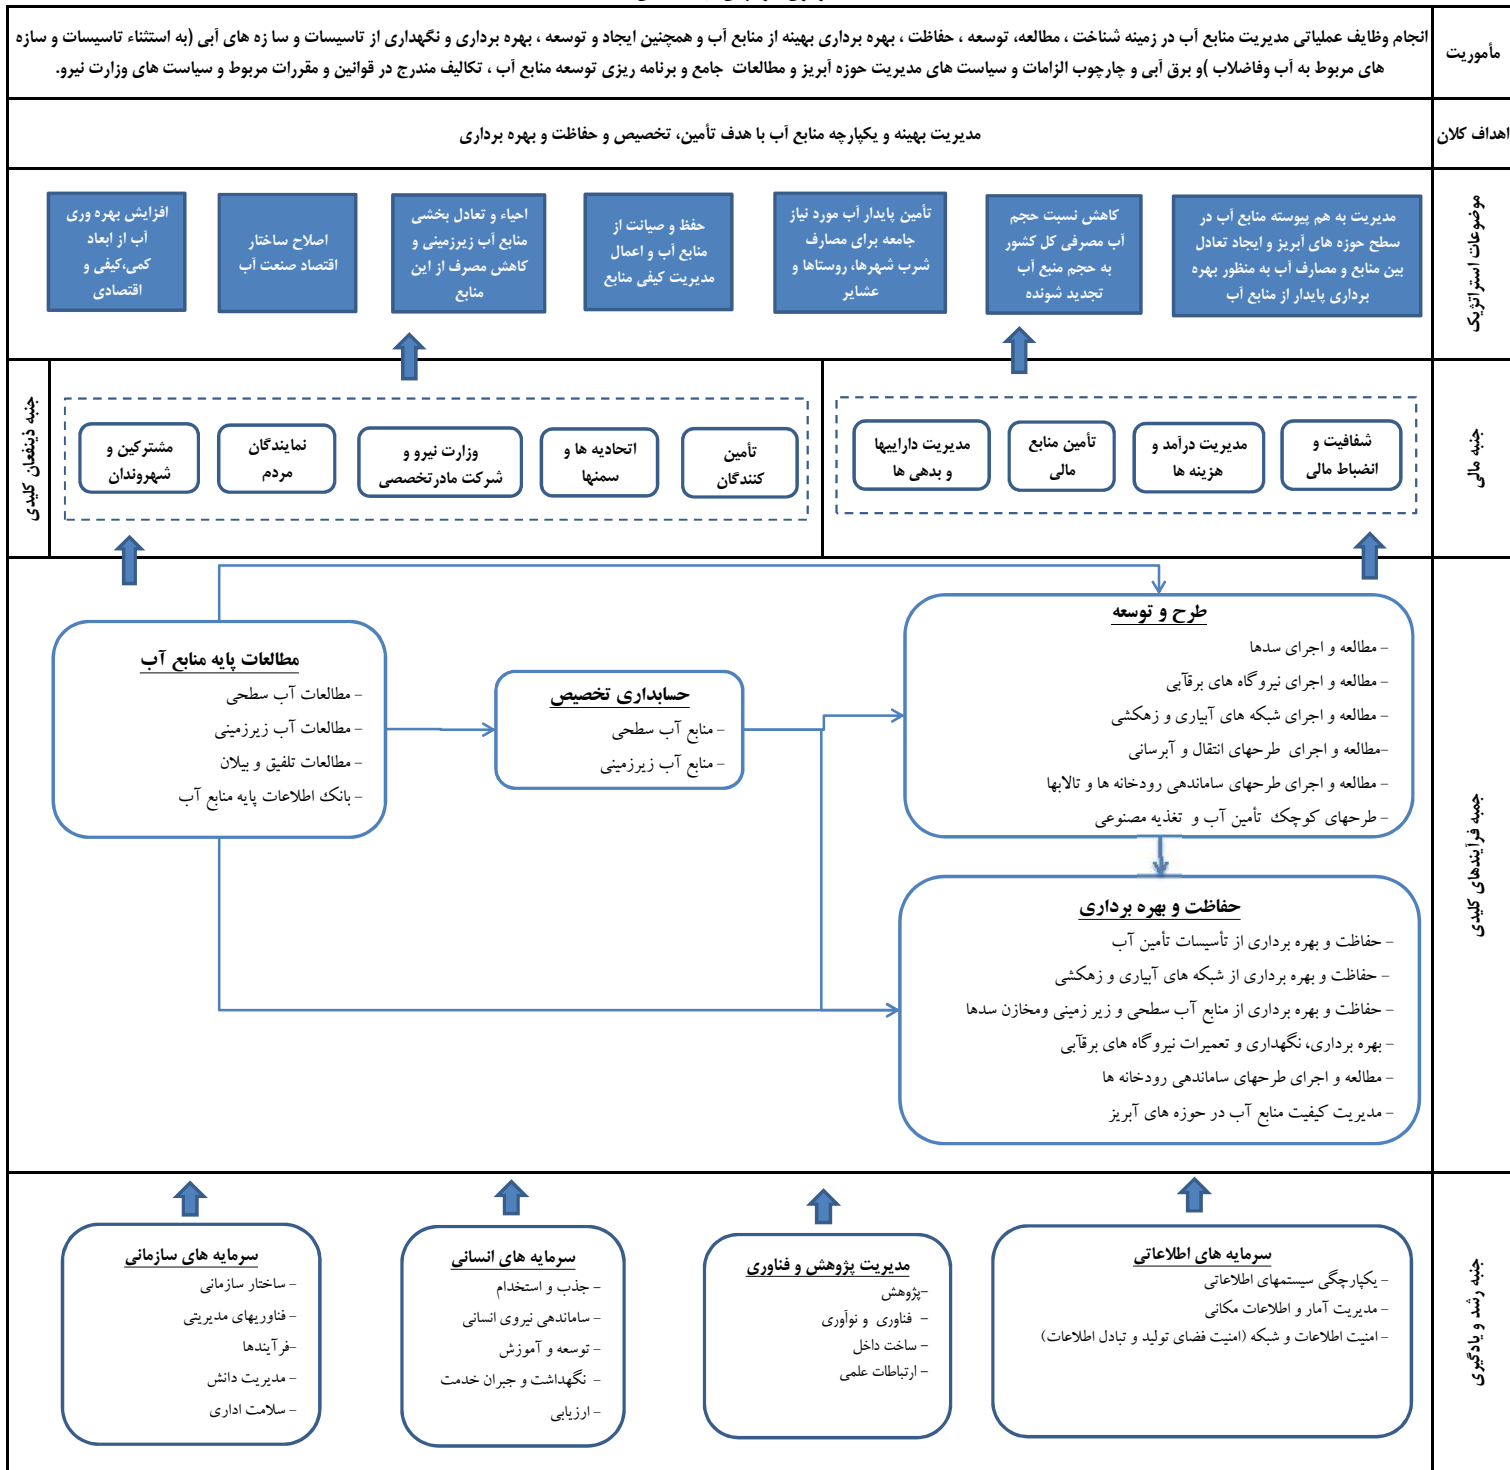 مأموریت
انجام وظایف عملیاتی مدیریت منابع آب در زمینه شناخت ، مطالعه، توسعه ، حفاظت ، بهره برداری بهینه از منابع آب و همچنین ایجاد و توسعه ، بهره برداری و نگهداری از تاسیسات و سا زه های آبی (به استثناء تاسیسات و سازه
های مربوط به آب وفاضلاب )و برق آبی و چارچوب الزامات و سیاست های مدیریت حوزه آبریز و مطالعات جامع و برنامه ریزی توسعه منابع آب ، تکالیف مندرج در قوانین و مقررات مربوط و سیاست های وزارت نیرو.
اهداف کلان
مدیریت بهینه و یکپارچه منابع آب با هدف تأمین، تخصیص و حفاظت و بهره برداری
موضوعات استراتژیک
مدیریت به هم پیوسته منابع آب در
سطح حوزه های آبریز و ایجاد تعادل
بین منابع و مصارف آب به منظور بهره
برداری پایدار از منابع آب
کاهش نسبت حجم
آب مصرفی کل کشور
به حجم منبع آب
تجدید شونده
تأمین پایدار آب مورد نیاز
جامعه برای مصارف
شرب شهرها، روستاها و
عشایر
حفظ و صیانت از
منابع آب و اعمال
مدیریت کیفی منابع
احیاء و تعادل بخشی
منابع آب زیرزمینی و
کاهش مصرف از این
منابع
اصلاح ساختار
اقتصاد صنعت آب
افزایش بهره وری
آب از ابعاد
کمی،کیفی و
اقتصادی
جنبه مالی
شفافیت و
انضباط مالی
مدیریت درآمد و
هزینه ها
تأمین منابع
مالی
مدیریت داراییها
و بدهی ها
تأمین
کنندگان
اتحادیه ها و
سمنها
وزارت نیرو و
شرکت مادرتخصصی
نمایندگان
مردم
مشترکین و
شهروندان
جنبه ذینفعان کلیدی
جمبه فرآیندهای کلیدی
طرح و توسعه
- مطالعه و اجرای سدها
- مطالعه و اجرای نیروگاه های برقآبی
- مطالعه و اجرای شبکه های آبیاری و زهکشی
-مطالعه و اجرای طرحهای انتقال و آبرسانی
- مطالعه و اجرای طرحهای ساماندهی رودخانه ها و تالابها
- طرحهای کوچک تأمین آب و تغذیه مصنوعی
حسابداری تخصیص
- منابع آب سطحی
- منابع آب زیرزمینی
مطالعات پایه منابع آب
- مطالعات آب سطحی
- مطالعات آب زیرزمینی
- مطالعات تلفیق و بیلان
- بانک اطلاعات پایه منابع آب
حفاظت و بهره برداری
- حفاظت و بهره برداری از تأسیسات تأمین آب
- حفاظت و بهره برداری از شبکه های آبیاری و زهکشی
- حفاظت و بهره برداری از منابع آب سطحی و زیر زمینی ومخازن سدها
- بهره برداری، نگهداری و تعمیرات نیروگاه های برقآبی
- مطالعه و اجرای طرحهای ساماندهی رودخانه ها
- مدیریت کیفیت منابع آب در حوزه های آبریز
جنبه رشد و یادگیری
سرمایه های اطلاعاتی
- یکپارچگی سیستمهای اطلاعاتی
- مدیریت آمار و اطلاعات مکانی
- امنیت اطلاعات و شبکه (امنیت فضای تولید و تبادل اطلاعات)
مدیریت پژوهش و فناوری
-پژوهش
- فناوری و نوآوری
- ساخت داخل
- ارتباطات علمی
سرمایه های انسانی
- جذب و استخدام
- ساماندهی نیروی انسانی
- توسعه و آموزش
- نگهداشت و جبران خدمت
- ارزیابی
سرمایه های سازمانی
- ساختار سازمانی
- فناوریهای مدیریتی
-فرآیندها
- مدیریت دانش
- سلامت اداری